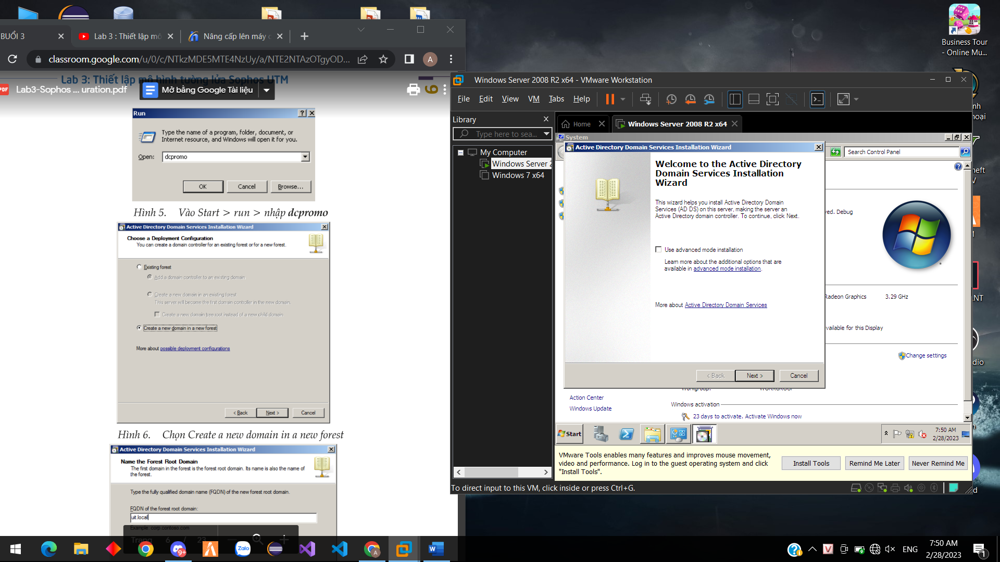 BUỔI 3
Lab 3 : Thiết lập mô
Nâng cấp lên máy c
classroom.google.com/u/0/c/NTkzMDE5MTE4NzUy/a/NTE2NTAzOTgyOD...
A
Lab 3: Thiết lập mô hình tường lửa Sophos UTM
PDF
Lab3-Sophos ... uration.pdf
Mở bằng Google Tài liệu
Run
Type the name of a program, folder, document, or
Internet resource, and Windows will open it for you.
Open:
dcpromo
OK
Cancel
Browse...
Hình 5. Vào Start > run > nhập dcpromo
Active Directory Domain Services Installation Wizard
Choose a Deployment Configuration
You can create a domain controller for an existing forest or for a new forest.
Existing forest
Add a domain controller to an existing domain
Create a new domain in an existing forest
This server will become the first domain controller in the new domain.
Create a new domain tree root instead of a new child domain
Create a new domain in a new forest
More about possible deployment configurations
< Back
Next >
Cancel
Hình 6. Chọn Create a new domain in a new forest
Active Directory Domain Services Installation Wizard
Name the Forest Root Domain
The first domain in the forest is the forest root domain. Its name is also the name of
the forest.
Type the fully qualified domain name (FQDN) of the new forest root domain.
FQDN of the forest root domain:
uit.local
Example: corp.contoso.com
Trang 6 / 23
Windows Server 2008 R2 x64 - VMware Workstation
File Edit View VM Tabs Help
Library
Type here to sea...
My Computer
Windows Server 2
Windows 7 x64
Home
Windows Server 2008 R2 x64
System
Active Directory Domain Services Installation Wizard
Search Control Panel
Welcome to the Active Directory
Domain Services Installation
Wizard
This wizard helps you install Active Directory Domain
Services (AD DS) on this server, making the server an
Active Directory domain controller. To continue, click Next.
Use advanced mode installation
Learn more about the additional options that are
available in advanced mode installation.
More about Active Directory Domain Services
< Back
Next >
Cancel
ved. Debug
Radeon Graphics 3.29 GHz
vailable for this Display
Change settings
Workgroup: WORKGROUP
Action Center
Windows Update
Windows activation
23 days to activate. Activate Windows now
Start
7:50 AM
2/28/2023
VMware Tools enables many features and improves mouse movement,
video and performance. Log in to the guest operating system and click
"Install Tools".
Install Tools
Remind Me Later
Never Remind Me
To direct input to this VM, click inside or press Ctrl+G.
Business Tour
- Online Mu...
nh
oại
eft
V
M
NT
dio
d
9+
Zalo
A
ENG
7:50 AM
2/28/2023
1